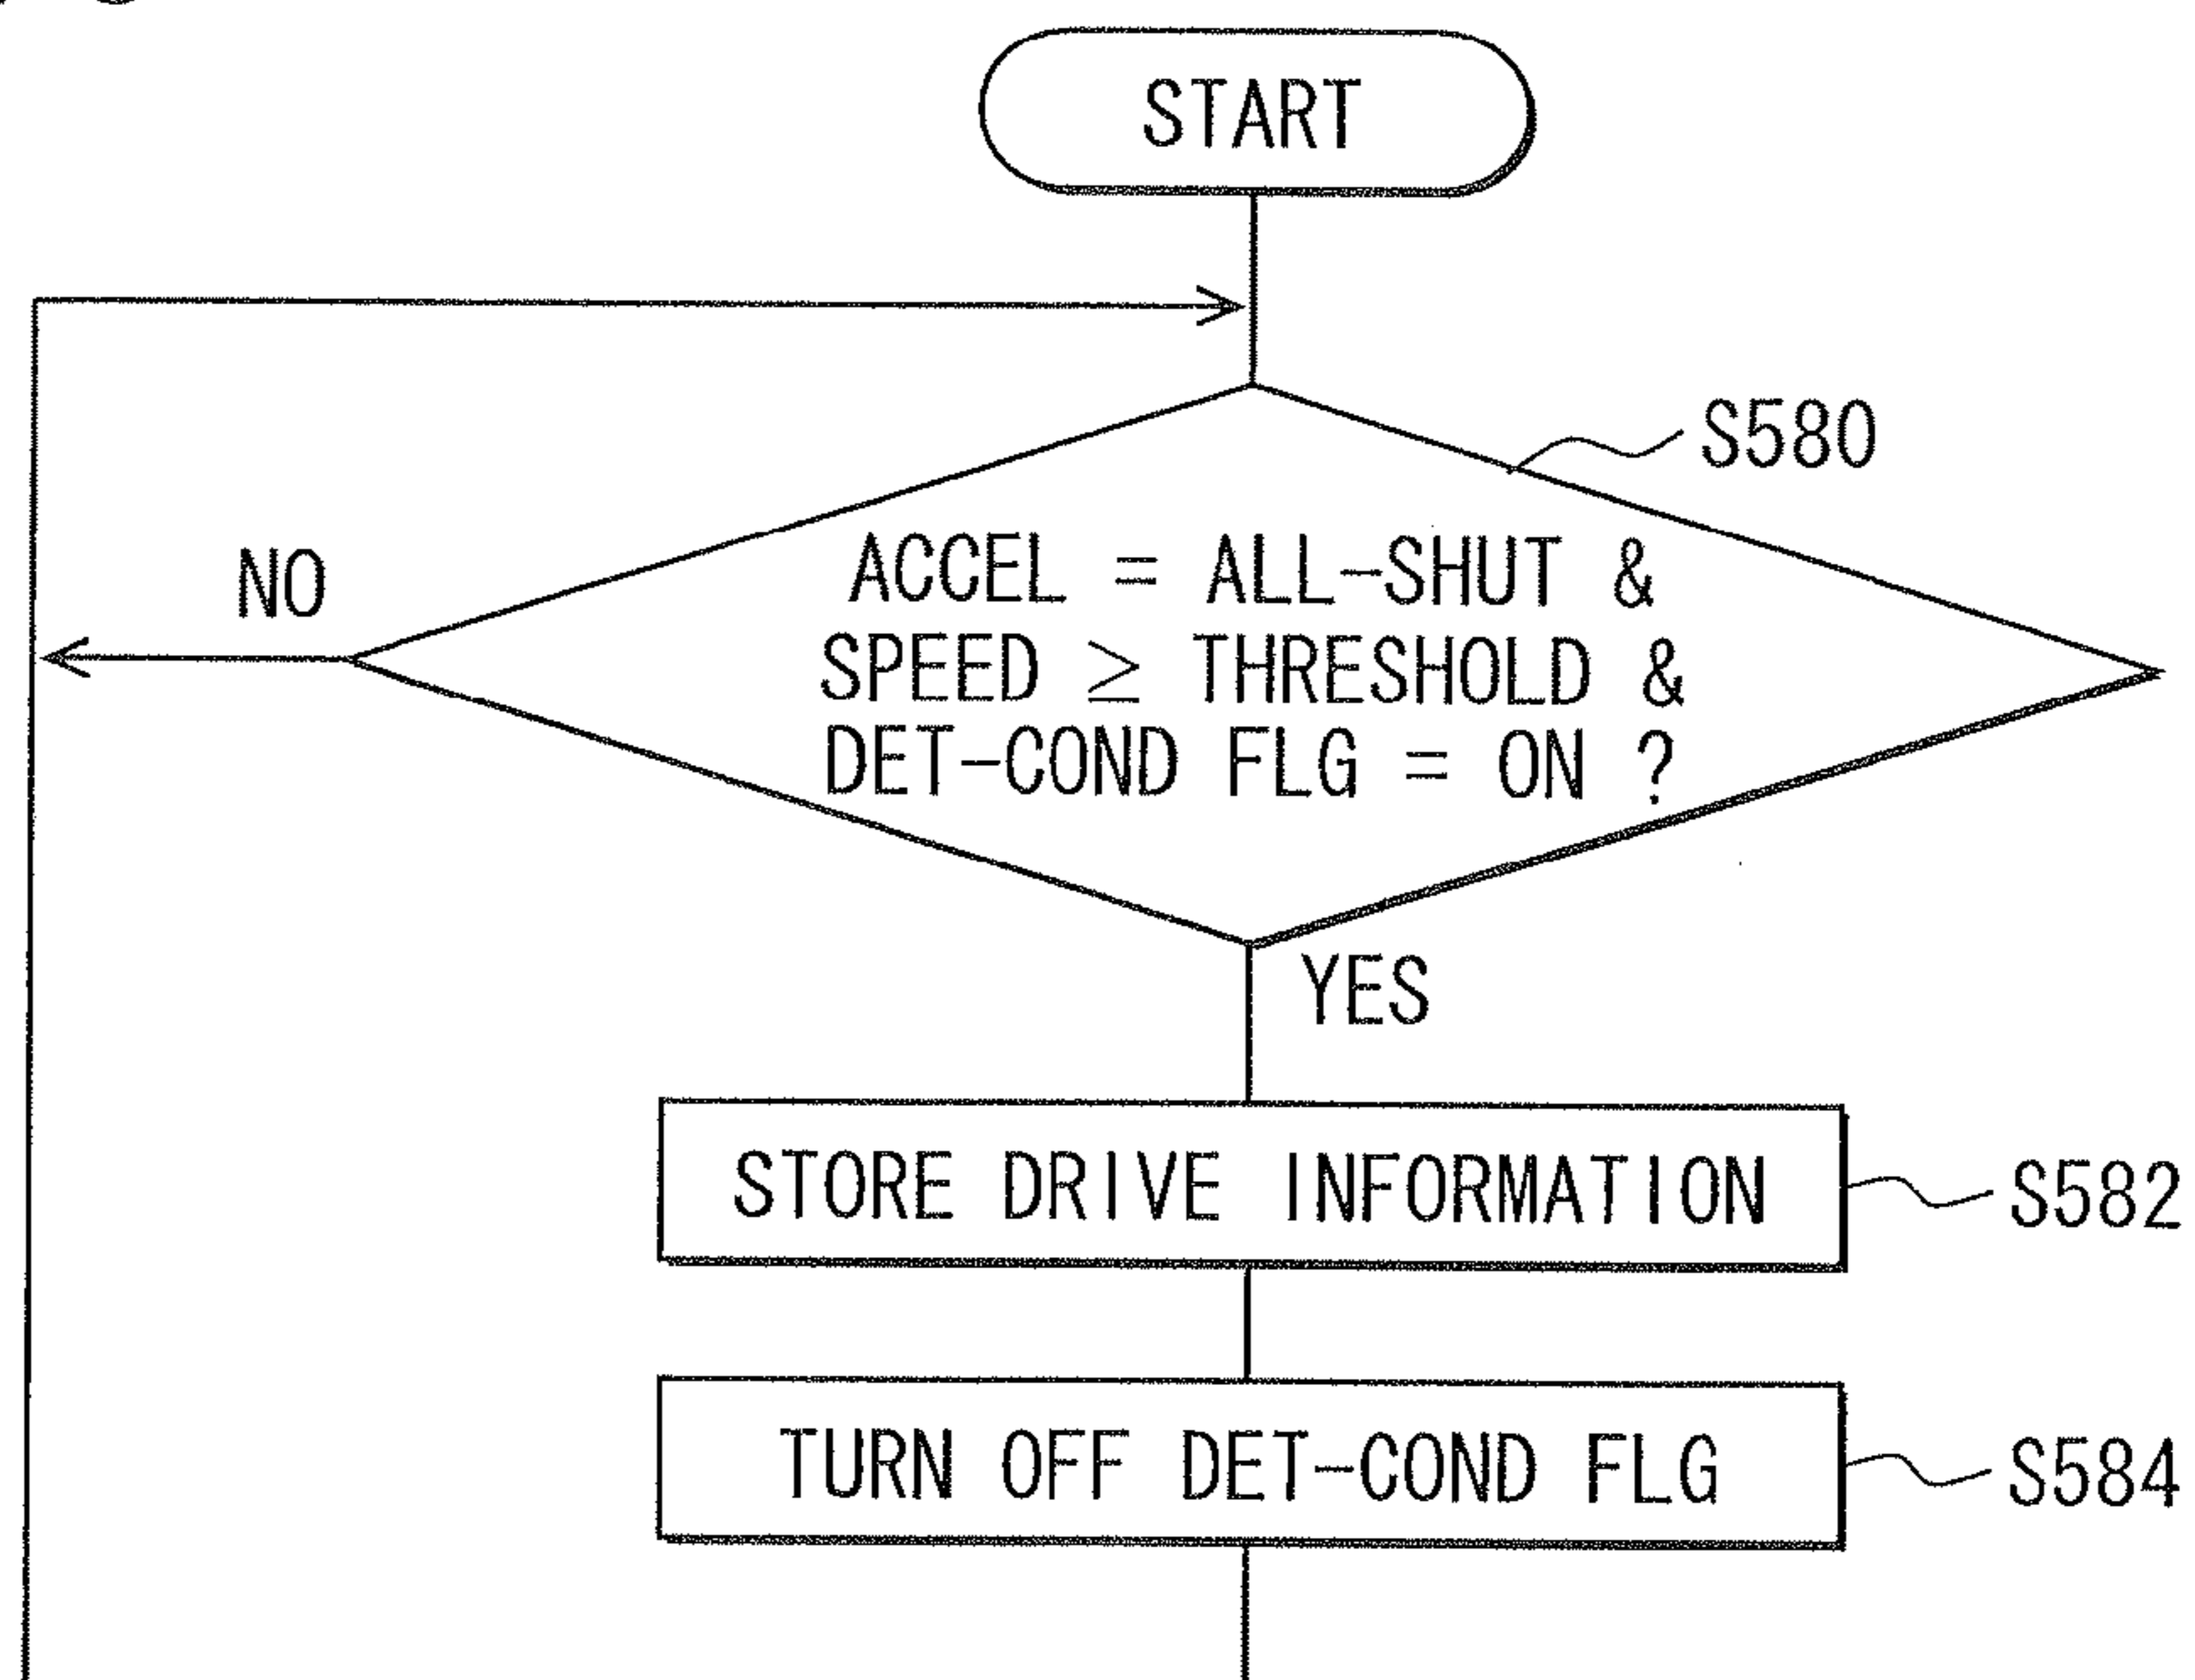 START
S580
NO
ACCEL = ALL-SHUT &
SPEED ≥ THRESHOLD &
DET-COND FLG = ON ?
YES
STORE DRIVE INFORMATION
S582
TURN OFF DET-COND FLG
S584